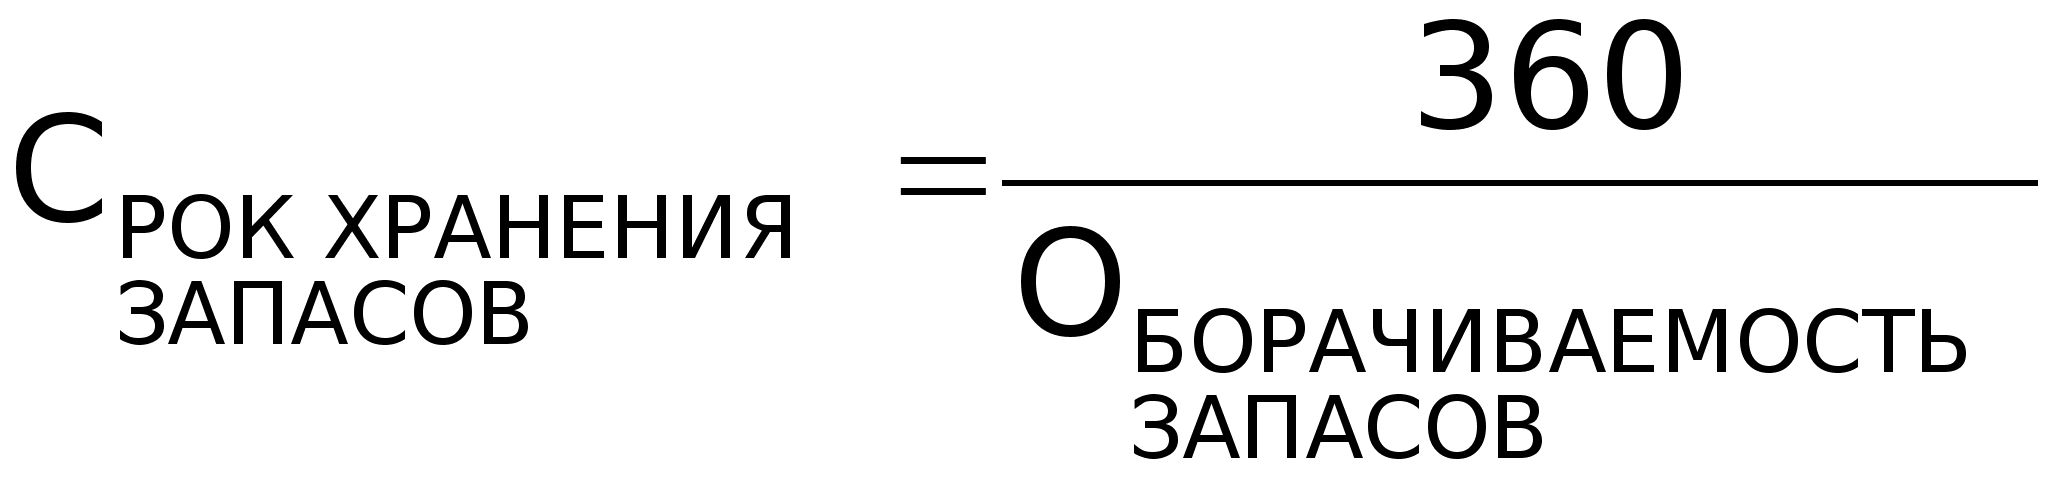 СРОК ХРАНЕНИЯ
ЗАПАСОВ
=
360
ОБОРАЧИВАЕМОСТЬ
ЗАПАСОВ